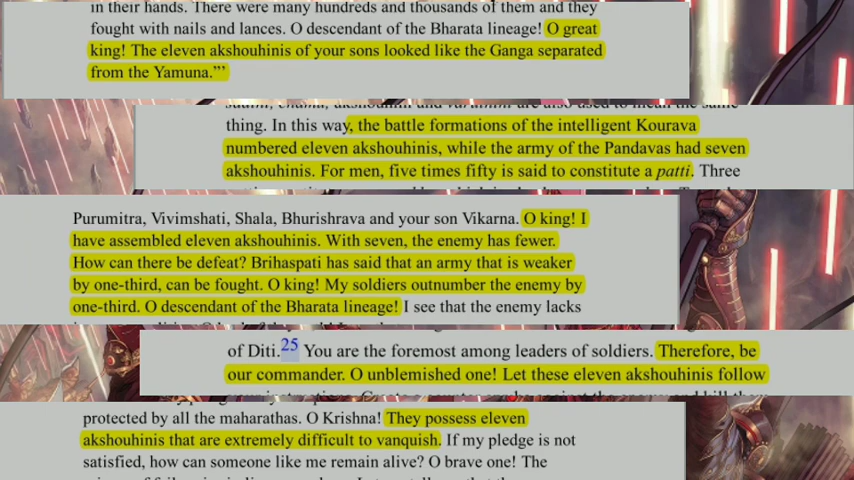 in their hands. There were many hundreds and thousands of them and they
fought with nails and lances. O descendant of the Bharata lineage! O great
king! The eleven akshouhinis of your sons looked like the Ganga separated
from the Yamuna.”’
thing. In this way, the battle formations of the intelligent Kourava
numbered eleven akshouhinis, while the army of the Pandavas had seven
akshouhinis. For men, five times fifty is said to constitute a patti. Three
Purumitra, Vivimshati, Shala, Bhurishrava and your son Vikarna. O king! I
have assembled eleven akshouhinis. With seven, the enemy has fewer.
How can there be defeat? Brihaspati has said that an army that is weaker
by one-third, can be fought. O king! My soldiers outnumber the enemy by
one-third. O descendant of the Bharata lineage! I see that the enemy lacks
of Diti.25 You are the foremost among leaders of soldiers. Therefore, be
our commander. O unblemished one! Let these eleven akshouhinis follow
protected by all the maharathas. O Krishna! They possess eleven
akshouhinis that are extremely difficult to vanquish. If my pledge is not
satisfied, how can someone like me remain alive? O brave one! The